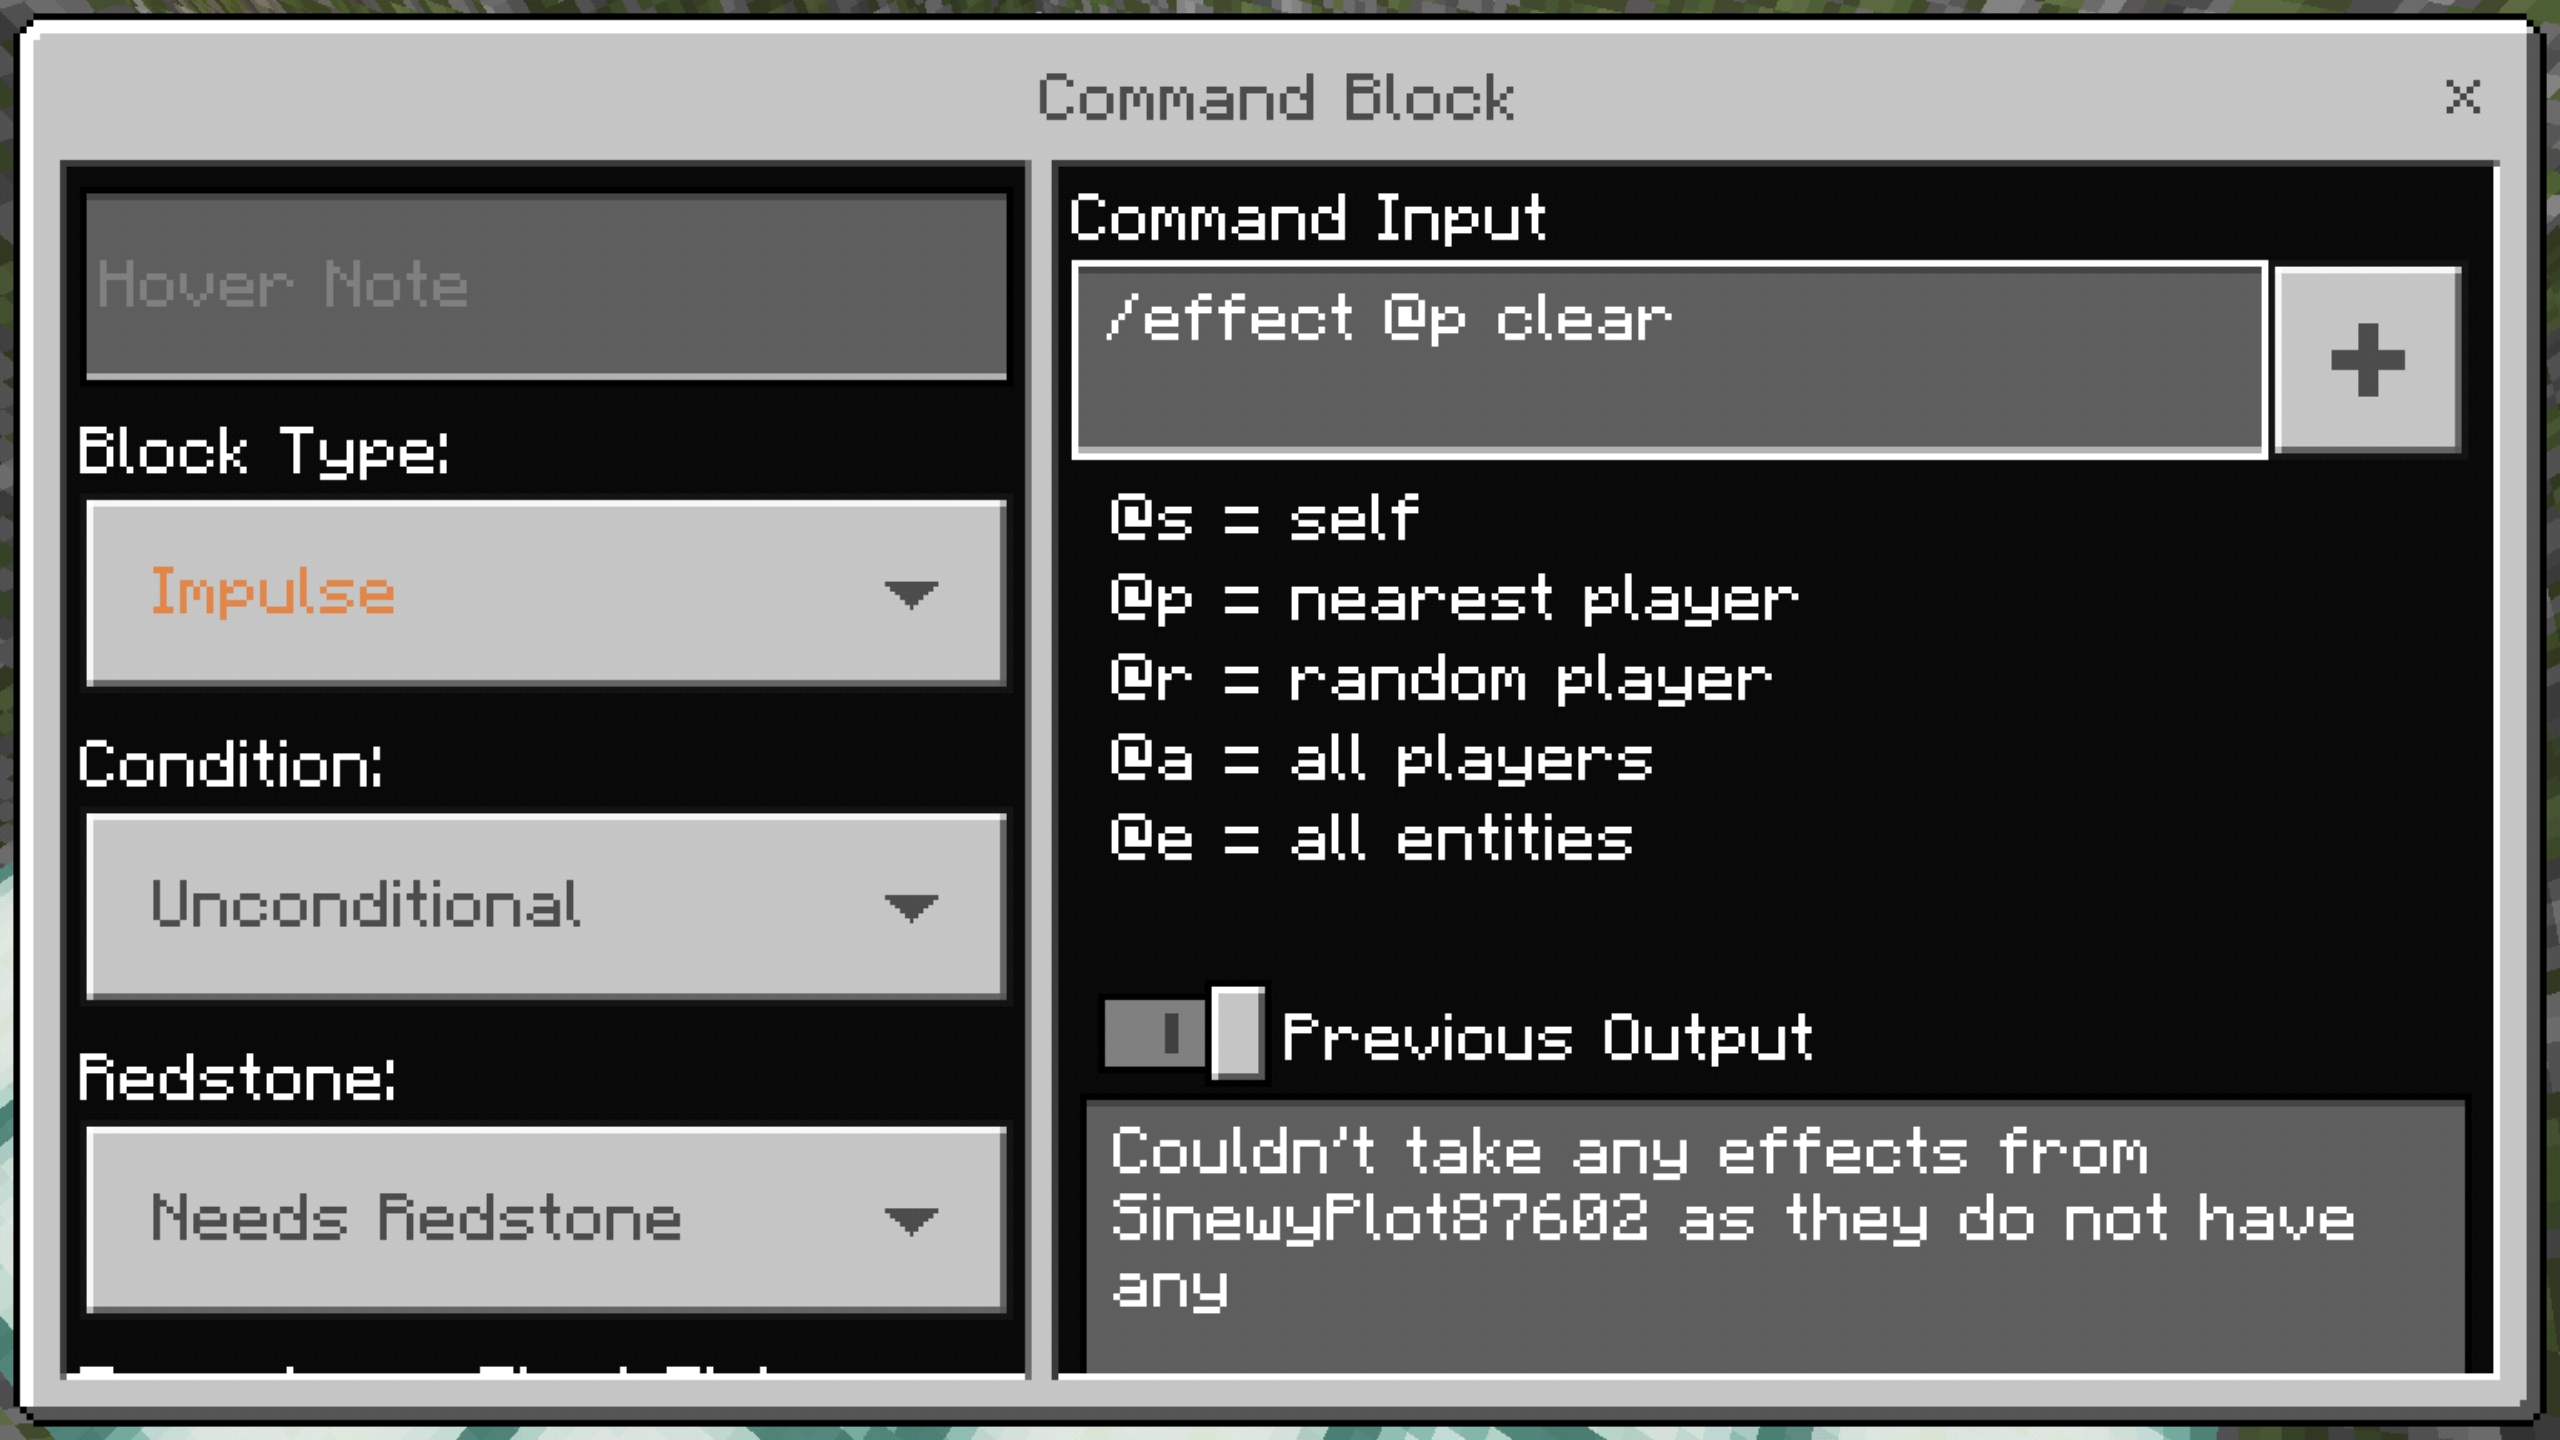 Command Block
Hover Note
Block Type:
Impulse
Condition:
Unconditional
Redstone:
Needs Redstone
Command Input
/effect @p clear
@s = self
@p = nearest player
@r = random player
@a = all players
@e = all entities
Previous Output
Couldn't take any effects from
SinewyPlot87602 as they do not have
any